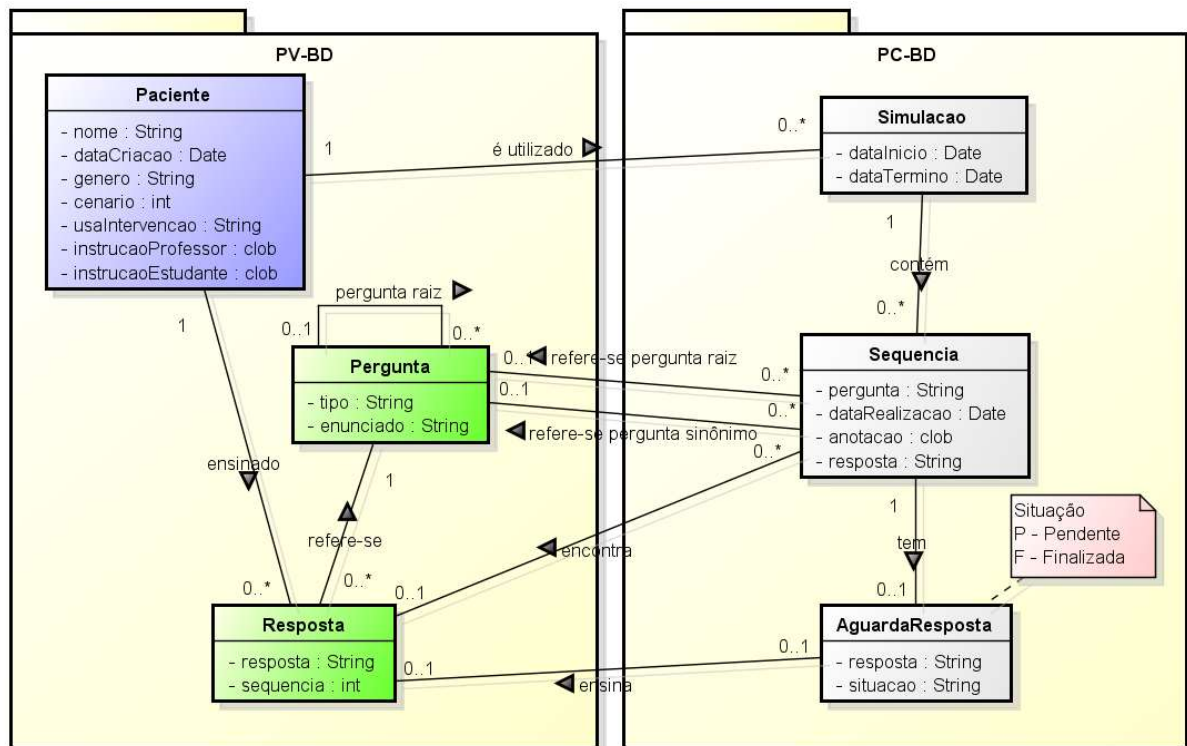 PV-BD
PC-BD
Paciente
- nome : String
- dataCriacao : Date
- genero : String
- cenario : int
- usaIntervencao : String
- instrucaoProfessor : clob
- instrucaoEstudante : clob
1
é utilizado
0..*
Simulacao
- dataInicio : Date
- dataTermino : Date
1
contém
0..*
pergunta raiz
0..1
0..*
Pergunta
- tipo : String
- enunciado : String
0..1
refere-se pergunta raiz
0..*
0..1
refere-se pergunta sinônimo
0..*
Sequência
- pergunta : String
- dataRealizacao : Date
- anotacao : clob
- resposta : String
1
ensinado
0..*
1
refere-se
0..*
0..*
encontra
0..1
1
tem
0..1
Situação
P - Pendente
F - Finalizada
Resposta
- resposta : String
- sequencia : int
0..1
ensina
0..1
AguardaResposta
- resposta : String
- situacao : String